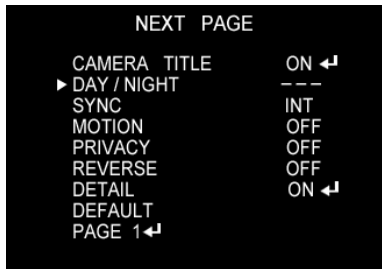 NEXT PAGE
CAMERA TITLE ON ↵
▶ DAY / NIGHT ---
SYNC INT
MOTION OFF
PRIVACY OFF
REVERSE OFF
DETAIL ON ↵
DEFAULT
PAGE 1↵